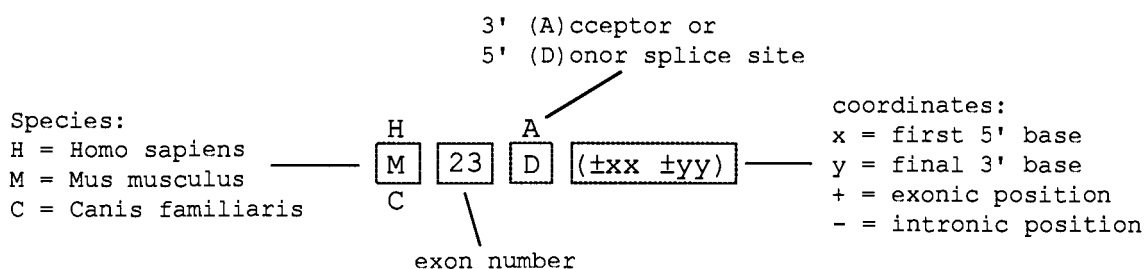 3' (A)cceptor or
5' (D)onor splice site
Species:
H = Homo sapiens
M = Mus musculus
C = Canis familiaris
H A
M 23 D (±xx ±yy)
C
exon number
coordinates:
x = first 5' base
y = final 3' base
+ = exonic position
- = intronic position